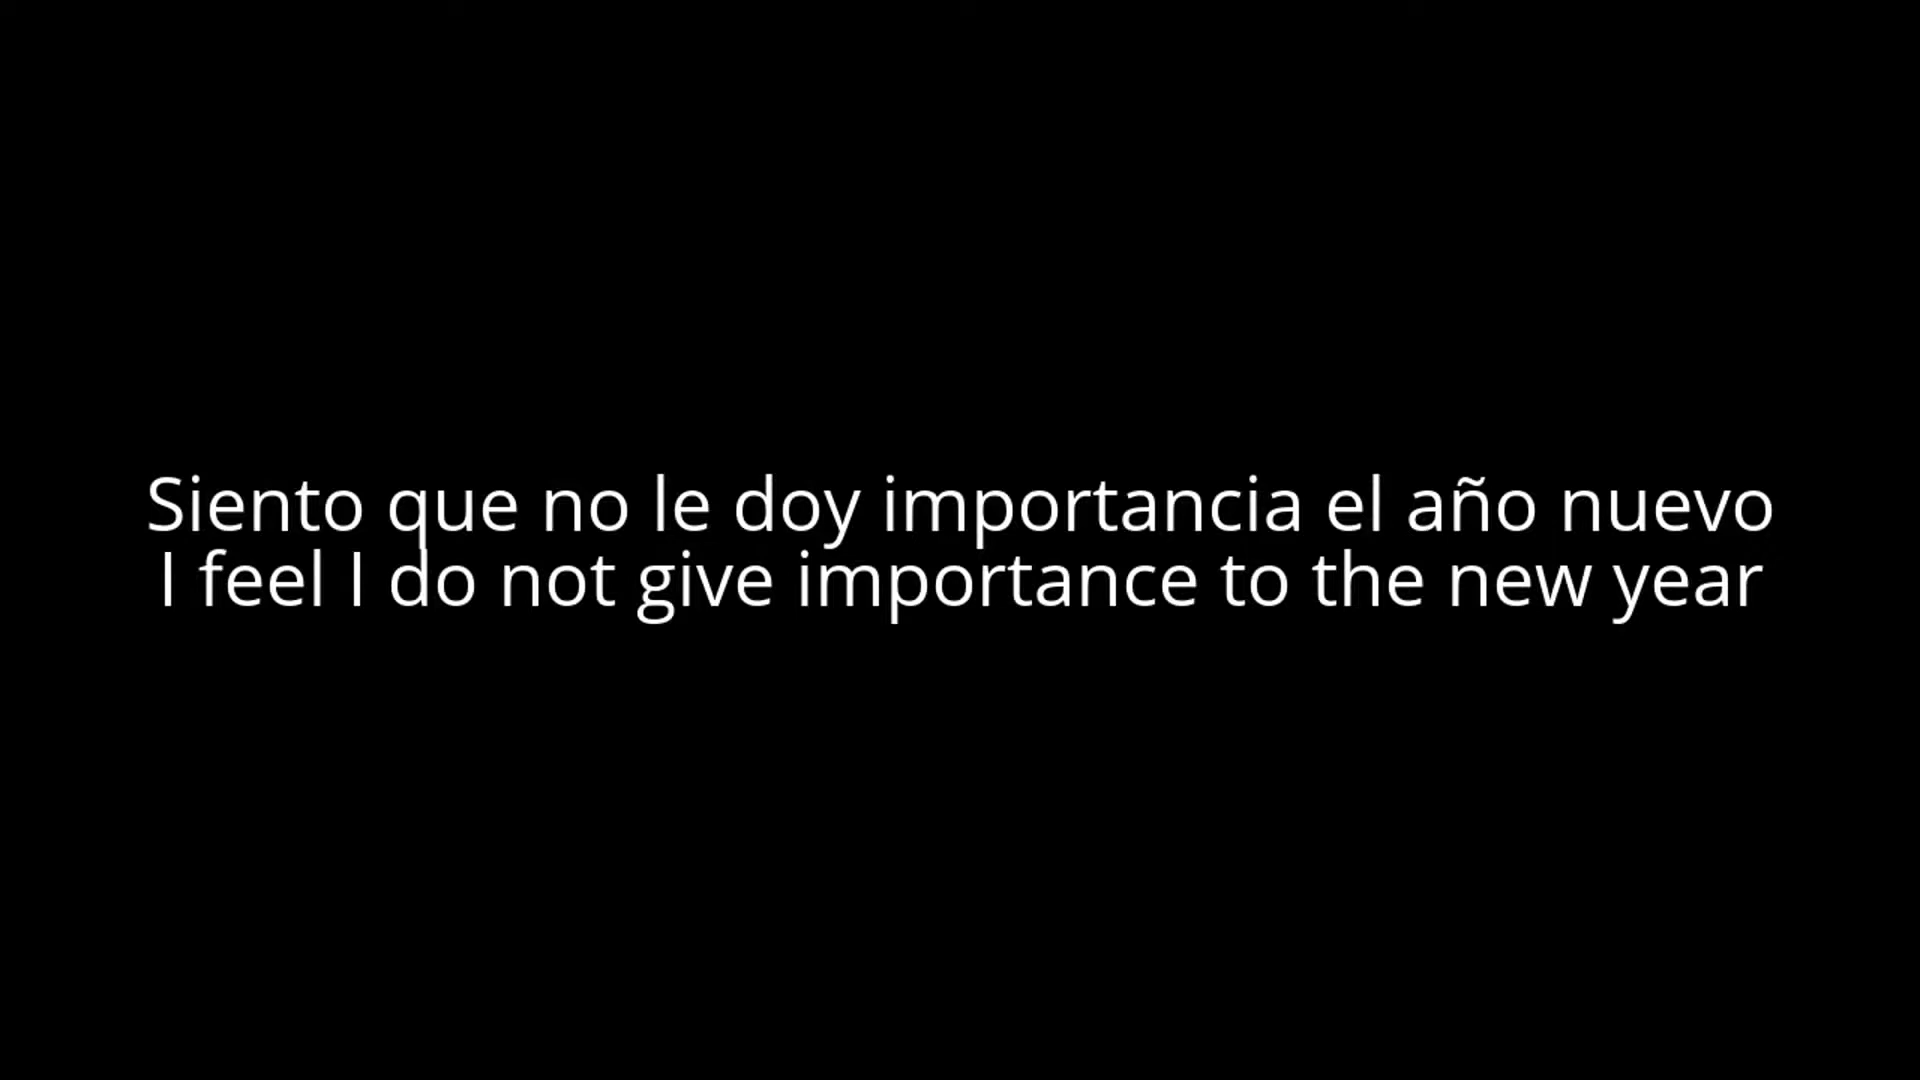 Siento que no le doy importancia el año nuevo
I feel I do not give importance to the new year